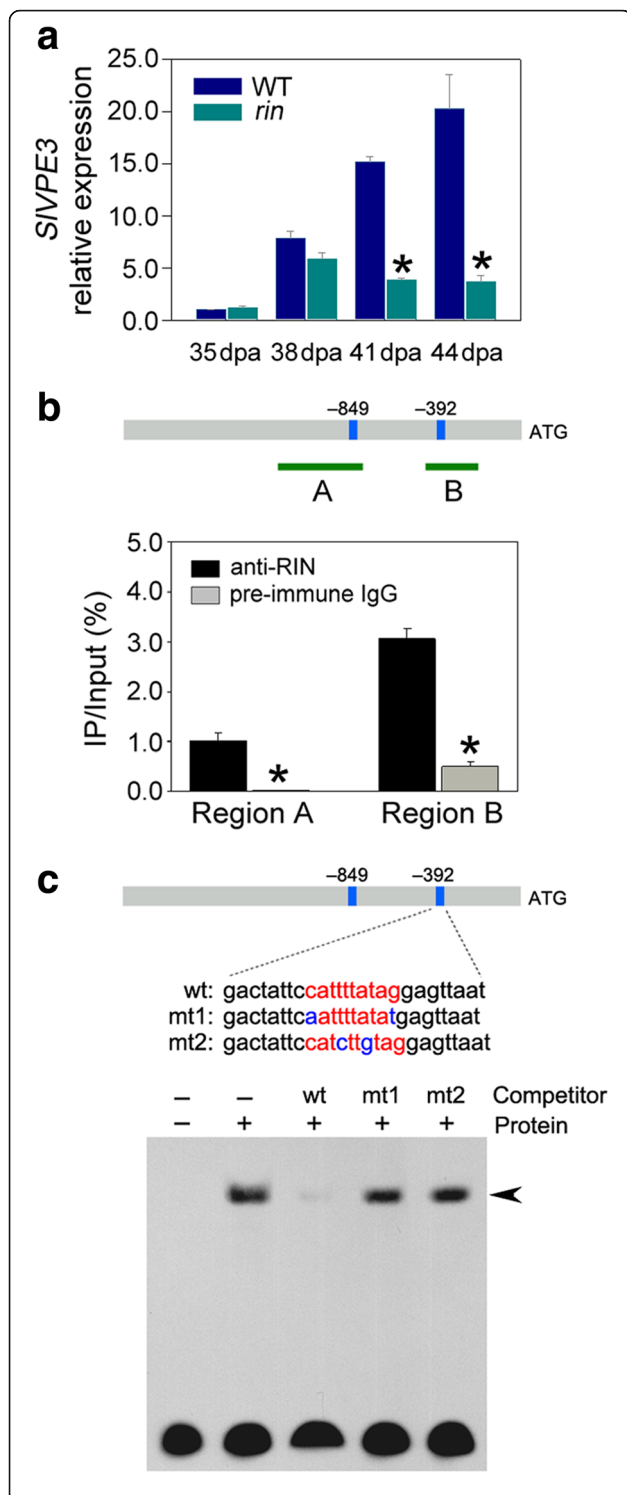 a
25.0
20.0
15.0
10.0
5.0
0.0
SlVPE3
relative expression
WT
rin
*
*
35 dpa 38 dpa 41 dpa 44 dpa
b
–849 –392
ATG
A B
5.0
4.0
3.0
2.0
1.0
0.0
IP/Input (%)
anti-RIN
pre-immune IgG
*
*
Region A Region B
c
–849 –392
ATG
wt: gactattccattttataggagttaat
mt1: gactattcaattttatatgagttaat
mt2: gactattccatcttgtaggagttaat
– – wt mt1 mt2 Competitor
– + + + + Protein